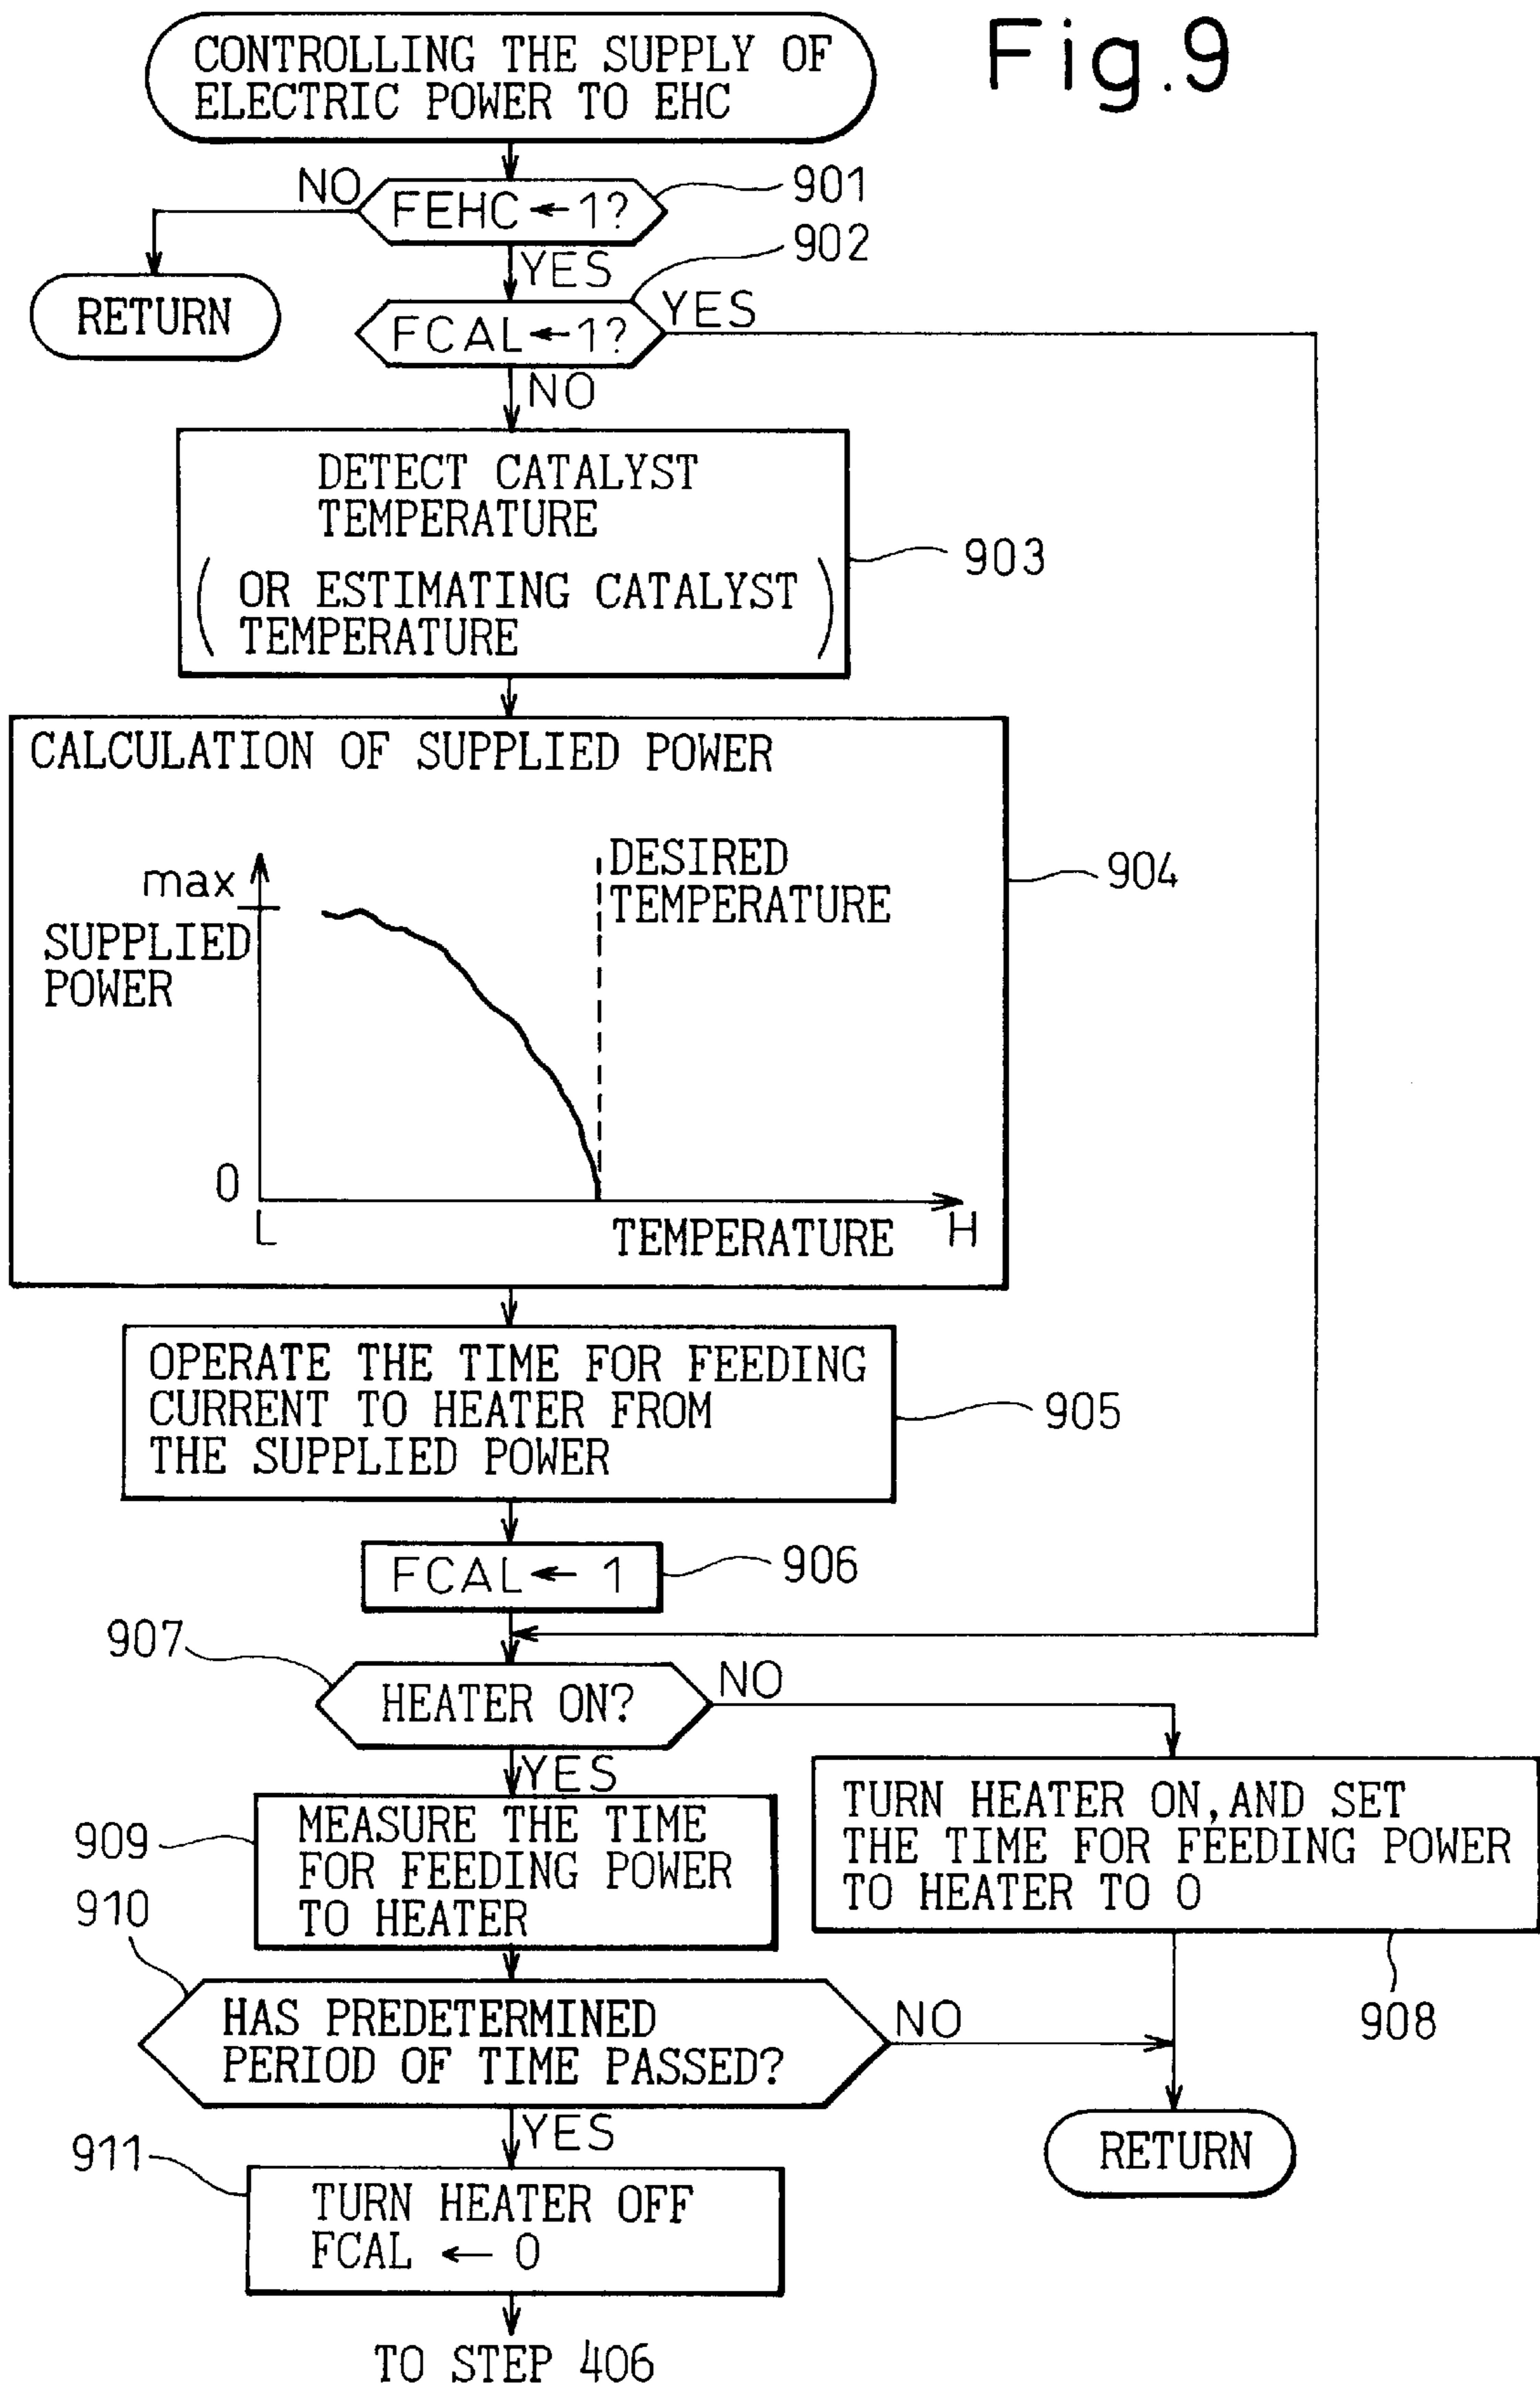 Fig.9
CONTROLLING THE SUPPLY OF
ELECTRIC POWER TO EHC
NO
FEHC ← 1?
901
YES
902
RETURN
FCAL ← 1?
YES
NO
DETECT CATALYST
TEMPERATURE
( OR ESTIMATING CATALYST
TEMPERATURE )
903
CALCULATION OF SUPPLIED POWER
max
SUPPLIED
POWER
DESIRED
TEMPERATURE
904
0
L
TEMPERATURE
H
OPERATE THE TIME FOR FEEDING
CURRENT TO HEATER FROM
THE SUPPLIED POWER
905
FCAL ← 1
906
907
HEATER ON?
NO
YES
TURN HEATER ON, AND SET
THE TIME FOR FEEDING POWER
TO HEATER TO 0
908
909
MEASURE THE TIME
FOR FEEDING POWER
TO HEATER
910
HAS PREDETERMINED
PERIOD OF TIME PASSED?
NO
YES
RETURN
911
TURN HEATER OFF
FCAL ← 0
TO STEP 406